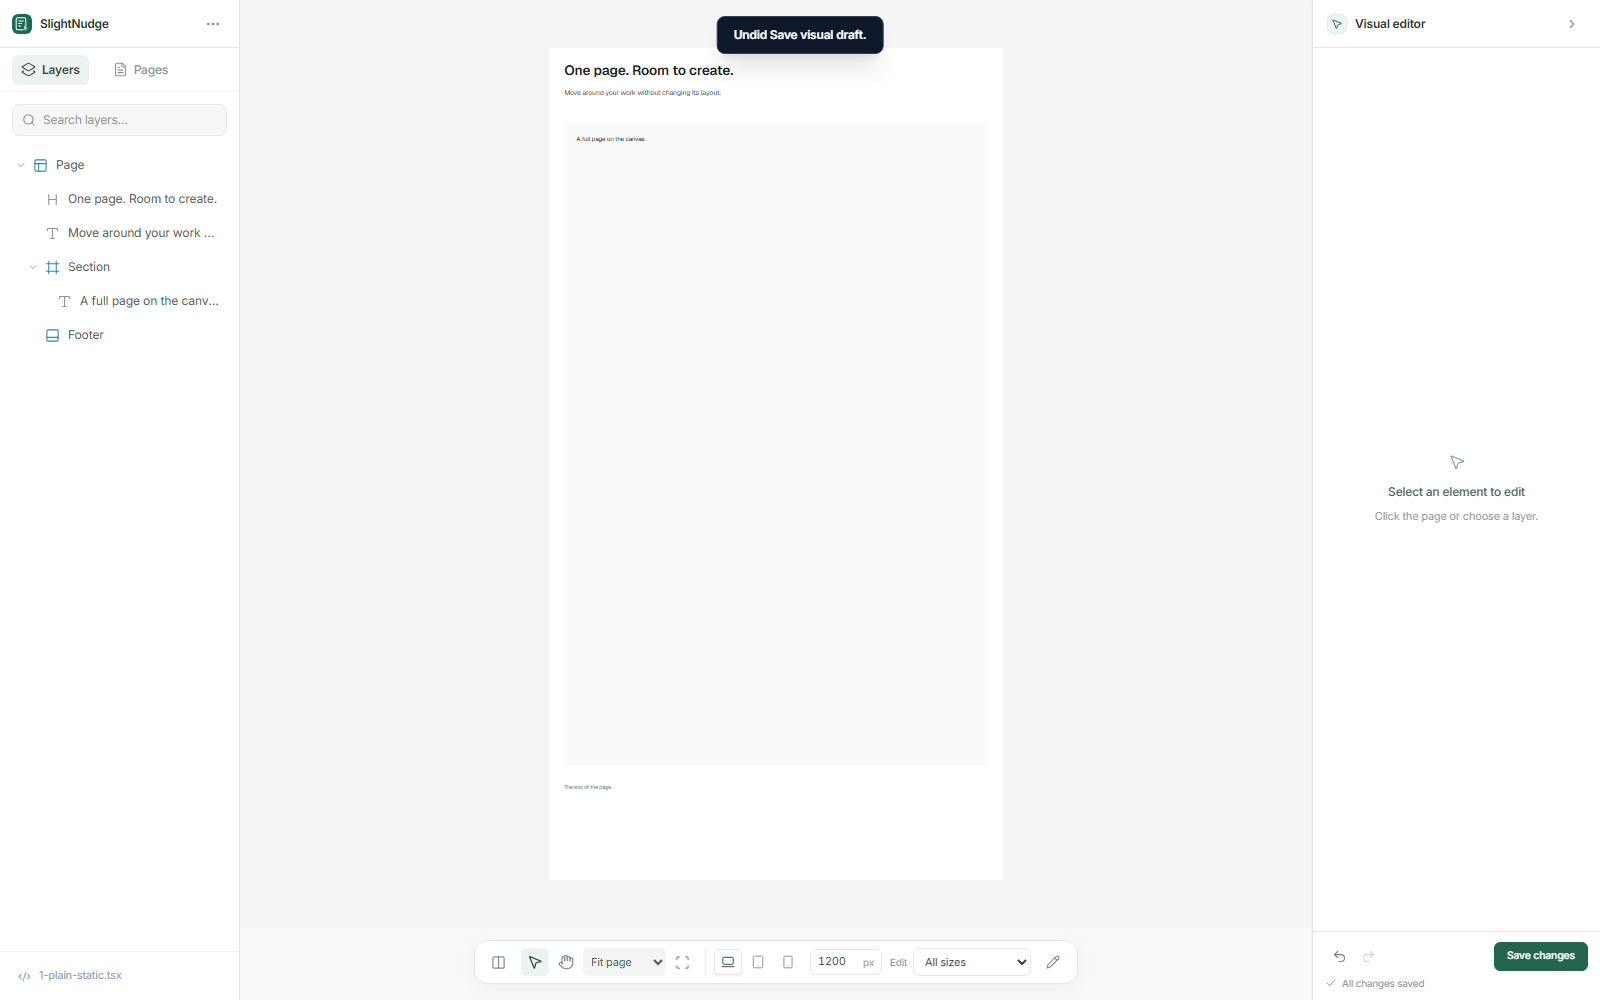 SlightNudge
Layers
Pages
Search layers...
Page
One page. Room to create.
Move around your work ...
Section
A full page on the canv...
Footer
1-plain-static.tsx
Undid Save visual draft.
One page. Room to create.
Move around your work without changing its layout.
A full page on the canvas.
The end of the page.
Fit page
1200 px
Edit
All sizes
Visual editor
Select an element to edit
Click the page or choose a layer.
Save changes
All changes saved